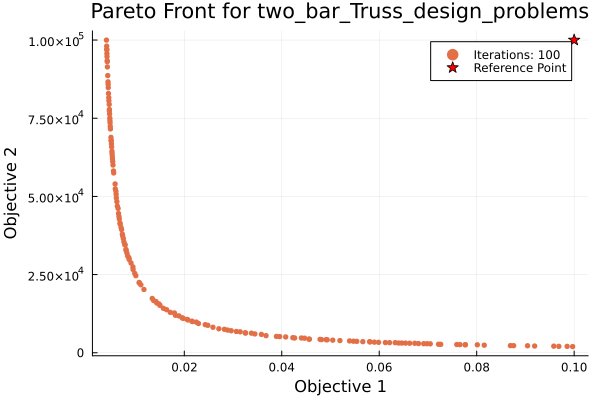 Pareto Front for two_bar_Truss_design_problems
1.00×10⁵
7.50×10⁴
5.00×10⁴
2.50×10⁴
0
Objective 2
Iterations: 100
Reference Point
0.02 0.04 0.06 0.08 0.10
Objective 1